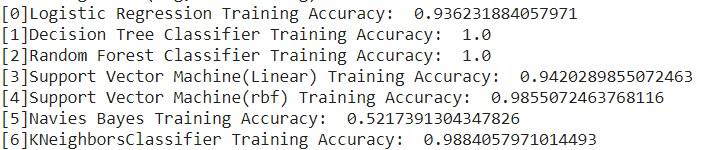 [0]Logistic Regression Training Accuracy:  0.936231884057971
[1]Decision Tree Classifier Training Accuracy:  1.0
[2]Random Forest Classifier Training Accuracy:  1.0
[3]Support Vector Machine(Linear) Training Accuracy:  0.9420289855072463
[4]Support Vector Machine(rbf) Training Accuracy:  0.9855072463768116
[5]Navies Bayes Training Accuracy:  0.5217391304347826
[6]KNeighborsClassifier Training Accuracy:  0.9884057971014493